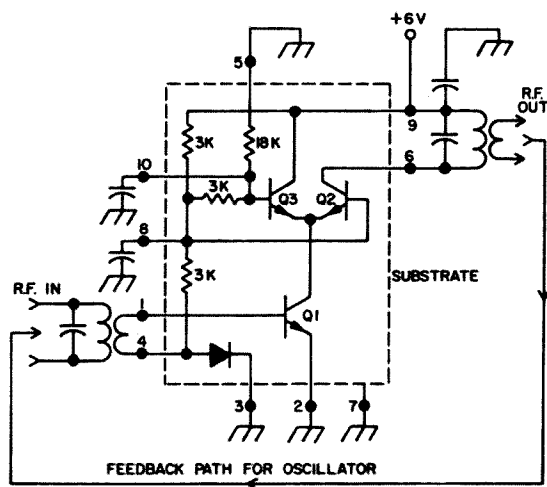 +6V
5
R.F.
OUT
9
3K
18K
10
3K
Q3
Q2
6
8
SUBSTRATE
3K
R.F. IN
1
Q1
4
3
2
7
FEEDBACK PATH FOR OSCILLATOR